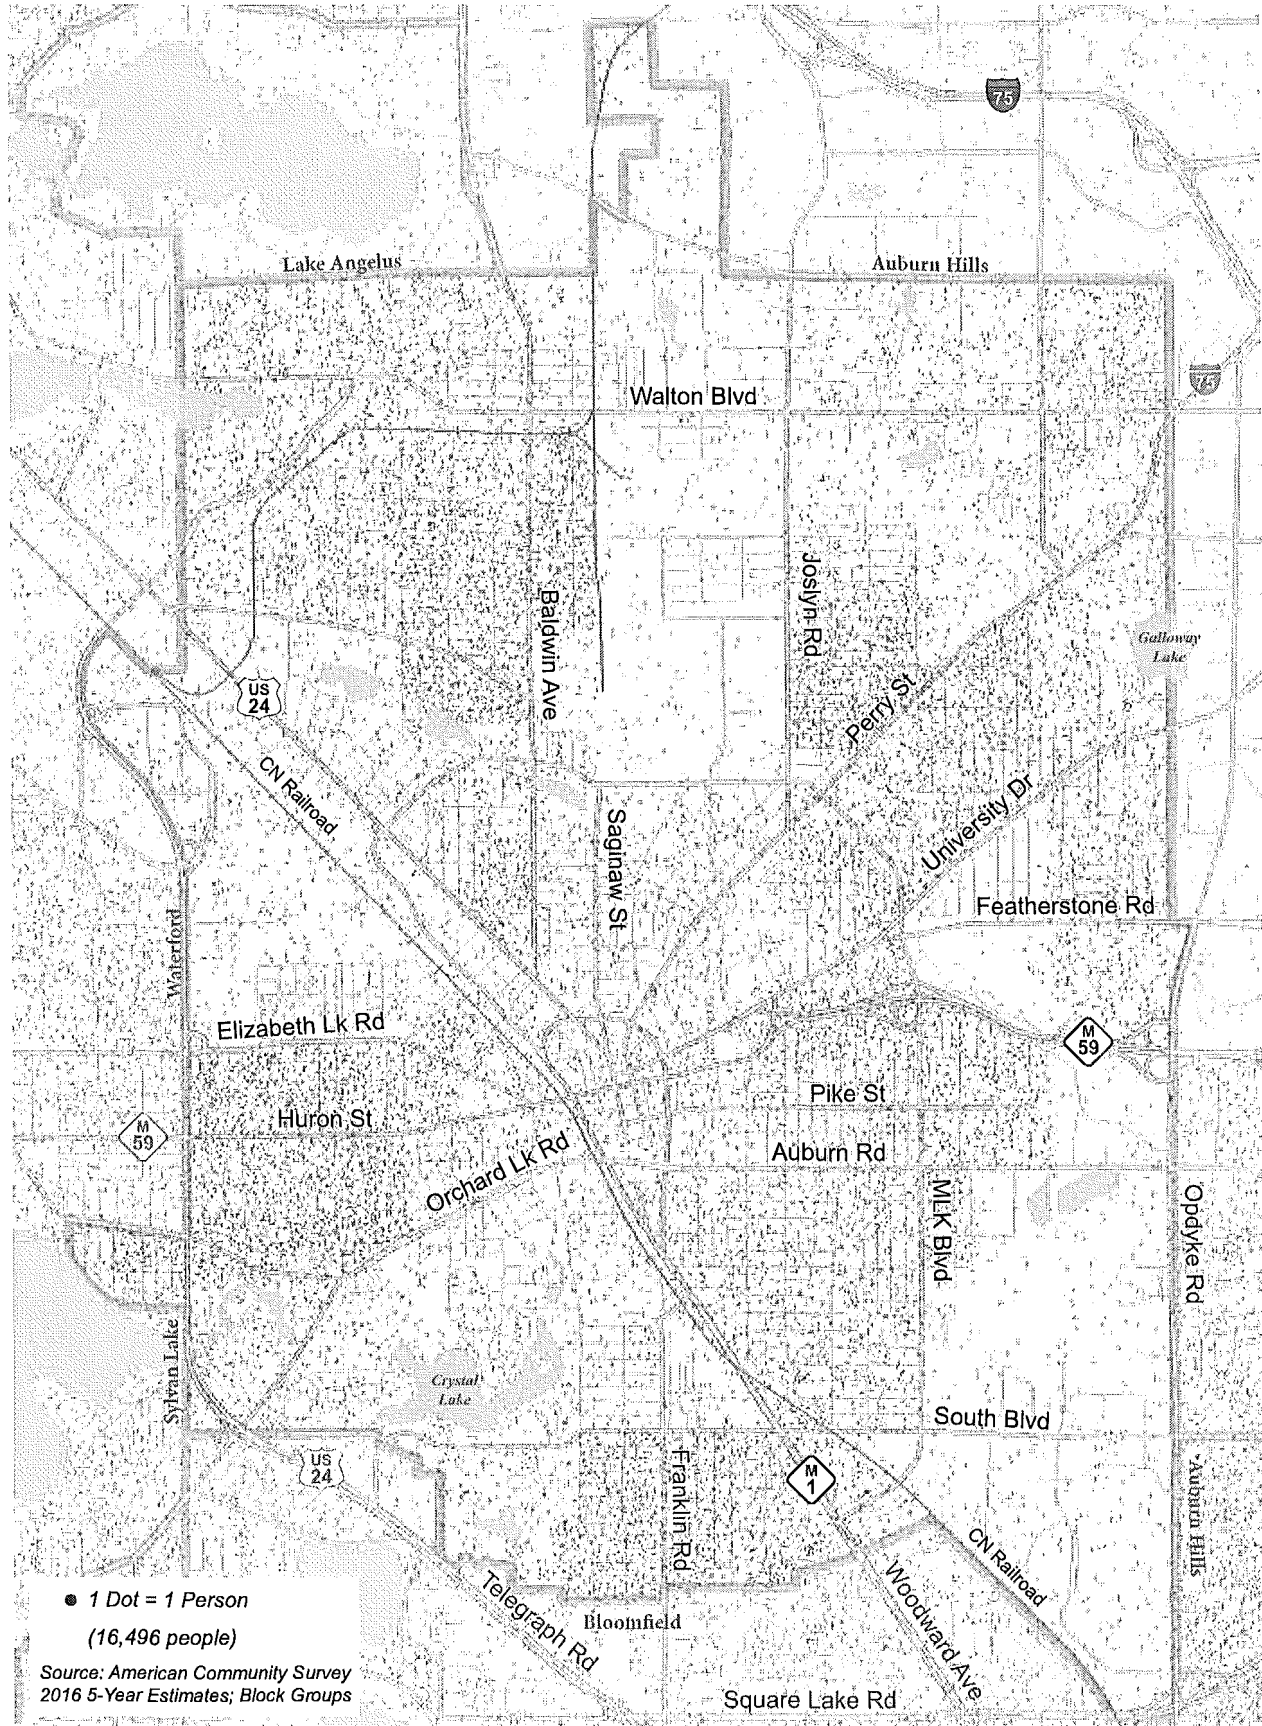 75
Lake Angelus
Auburn Hills
75
Walton Blvd
Joslyn Rd
Baldwin Ave
Galloway
Lake
US
24
Perry St
CN Railroad
University Dr
Saginaw St
Featherstone Rd
Waterford
Elizabeth Lk Rd
M
59
Pike St
Huron St
M
59
Auburn Rd
Orchard Lk Rd
MLK Blvd
Opdyke Rd
Sylvan Lake
Crystal
Lake
South Blvd
US
24
Franklin Rd
M
1
Auburn Hills
CN Railroad
Telegraph Rd
Woodward Ave
Bloomfield
Square Lake Rd
1 Dot = 1 Person
(16,496 people)
Source: American Community Survey
2016 5-Year Estimates; Block Groups